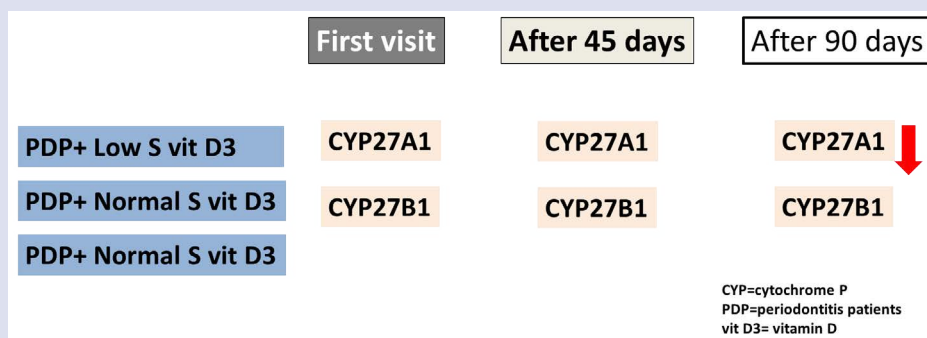 First visit After 45 days After 90 days
PDP+ Low S vit D3 CYP27A1 CYP27A1 CYP27A1
PDP+ Normal S vit D3 CYP27B1 CYP27B1 CYP27B1
PDP+ Normal S vit D3
CYP=cytochrome P
PDP=periodontitis patients
vit D3= vitamin D